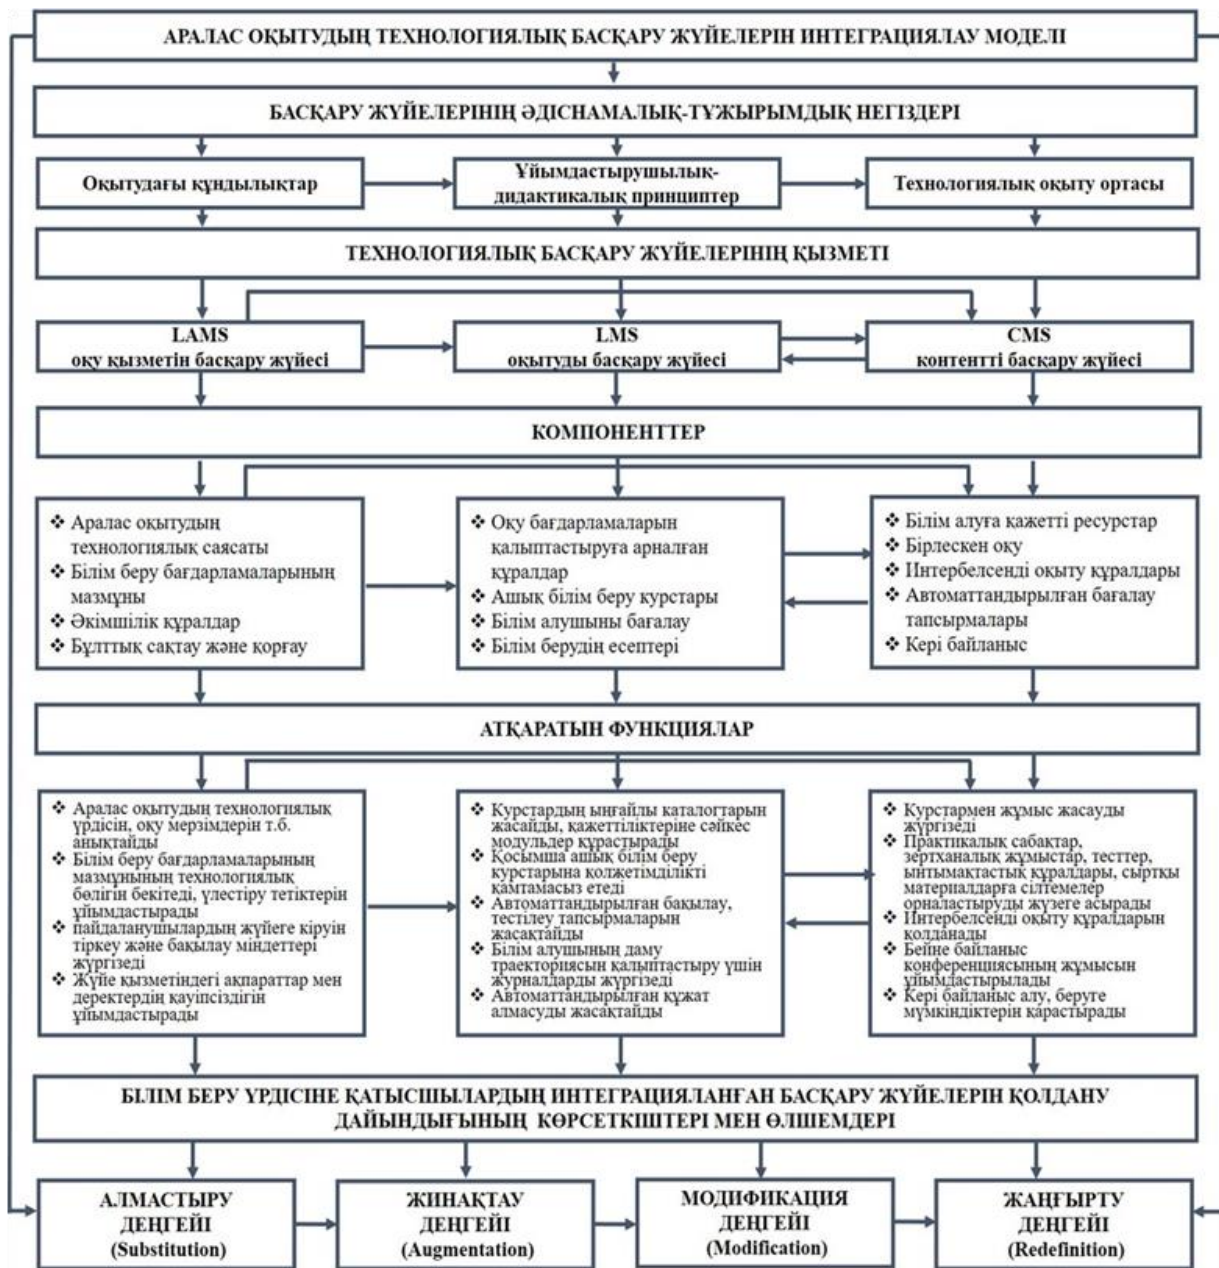 АРАЛАС ОҚЫТУДЫҢ ТЕХНОЛОГИЯЛЫҚ БАСҚАРУ ЖҮЙЕЛЕРІН ИНТЕГРАЦИЯЛАУ МОДЕЛІ
БАСҚАРУ ЖҮЙЕЛЕРІНІҢ ӘДІСНАМАЛЫҚ-ТҰЖЫРЫМДЫҚ НЕГІЗДЕРІ
Оқытудағы құндылықтар
Ұйымдастырушылық-
дидактикалық принциптер
Технологиялық оқыту ортасы
ТЕХНОЛОГИЯЛЫҚ БАСҚАРУ ЖҮЙЕЛЕРІНІҢ ҚЫЗМЕТІ
LAMS
оқу қызметін басқару жүйесі
LMS
оқытуды басқару жүйесі
CMS
контентті басқару жүйесі
КОМПОНЕНТТЕР
❖ Аралас оқытудың
технологиялық саясаты
❖ Білім беру бағдарламаларының
мазмұны
❖ Әкімшілік құралдар
❖ Бұлттық сақтау және қорғау
❖ Оқу бағдарламаларын
қалыптастыруға арналған
құралдар
❖ Ашық білім беру курстары
❖ Білім алушыны бағалау
❖ Білім берудің есептері
❖ Білім алуға қажетті ресурстар
❖ Бірлескен оқу
❖ Интербелсенді оқыту құралдары
❖ Автоматтандырылған бағалау
тапсырмалары
❖ Кері байланыс
АТҚАРАТЫН ФУНКЦИЯЛАР
❖ Аралас оқытудың технологиялық
үрдісін, оқу мерзімдерін т.б.
анықтайды
❖ Білім беру бағдарламаларының
мазмұнының технологиялық
бөлігін бекітеді, үлестіру тетіктерін
ұйымдастырады
❖ пайдаланушылардың жүйеге кіруін
тіркеу және бақылау міндеттері
жүргізеді
❖ Жүйе қызметіндегі ақпараттар мен
деректердің қауіпсіздігін
ұйымдастырады
❖ Курстардың ыңғайлы каталогтарын
жасайды, қажеттіліктеріне сәйкес
модульдер құрастырады
❖ Қосымша ашық білім беру
курстарына қолжетімділікті
қамтамасыз етеді
❖ Автоматтандырылған бақылау,
тестілеу тапсырмаларын
жасақтайды
❖ Білім алушының даму
траекториясын қалыптастыру үшін
журналдарды жүргізеді
❖ Автоматтандырылған құжат
алмасуды жасақтайды
❖ Курстармен жұмыс жасауды
жүргізеді
❖ Практикалық сабақтар,
зертханалық жұмыстар, тесттер,
ынтымақтастық құралдары, сыртқы
материалдарға сілтемелер
орналастыруды жүзеге асырады
❖ Интербелсенді оқыту құралдарын
қолданады
❖ Бейне байланыс
конференциясының жұмысын
ұйымдастырылады
❖ Кері байланыс алу, беруге
мүмкіндіктерін қарастырады
БІЛІМ БЕРУ ҮРДІСІНЕ ҚАТЫСШЫЛАРДЫҢ ИНТЕГРАЦИЯЛАНҒАН БАСҚАРУ ЖҮЙЕЛЕРІН ҚОЛДАНУ
ДАЙЫНДЫҒЫНЫҢ КӨРСЕТКІШТЕРІ МЕН ӨЛШЕМДЕРІ
АЛМАСТЫРУ
ДЕҢГЕЙІ
(Substitution)
ЖИНАҚТАУ
ДЕҢГЕЙІ
(Augmentation)
МОДИФИКАЦИЯ
ДЕҢГЕЙІ
(Modification)
ЖАҢҒЫРТУ
ДЕҢГЕЙІ
(Redefinition)